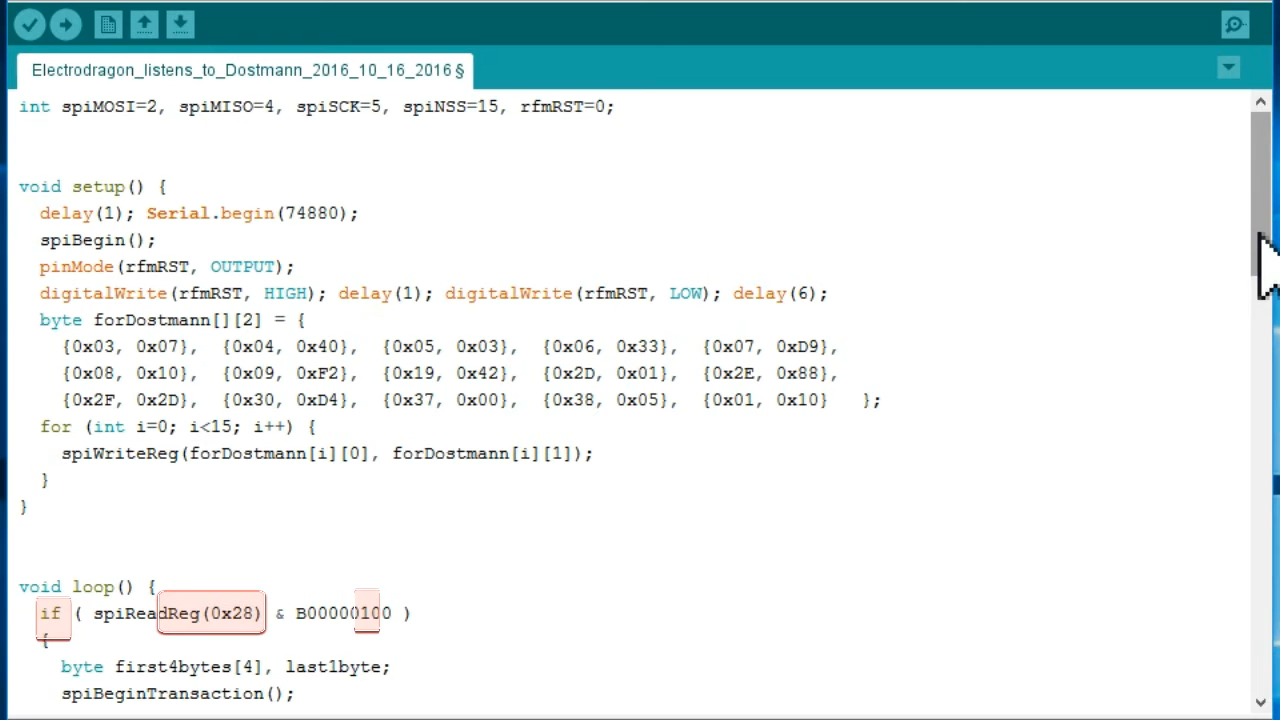 Electrodragon_listens_to_Dostmann_2016_10_16_2016 §
int spiMOSI=2, spiMISO=4, spiSCK=5, spiNSS=15, rfmRST=0;
void setup() {
delay(1); Serial.begin(74880);
spiBegin();
pinMode(rfmRST, OUTPUT);
digitalWrite(rfmRST, HIGH); delay(1); digitalWrite(rfmRST, LOW); delay(6);
byte forDostmann[][2] = {
{0x03, 0x07}, {0x04, 0x40}, {0x05, 0x03}, {0x06, 0x33}, {0x07, 0xD9},
{0x08, 0x10}, {0x09, 0xF2}, {0x19, 0x42}, {0x2D, 0x01}, {0x2E, 0x88},
{0x2F, 0x2D}, {0x30, 0xD4}, {0x37, 0x00}, {0x38, 0x05}, {0x01, 0x10} };
for (int i=0; i<15; i++) {
spiWriteReg(forDostmann[i][0], forDostmann[i][1]);
}
}
void loop() {
if ( spiReadReg(0x28) & B00000100 )
{
byte first4bytes[4], last1byte;
spiBeginTransaction();